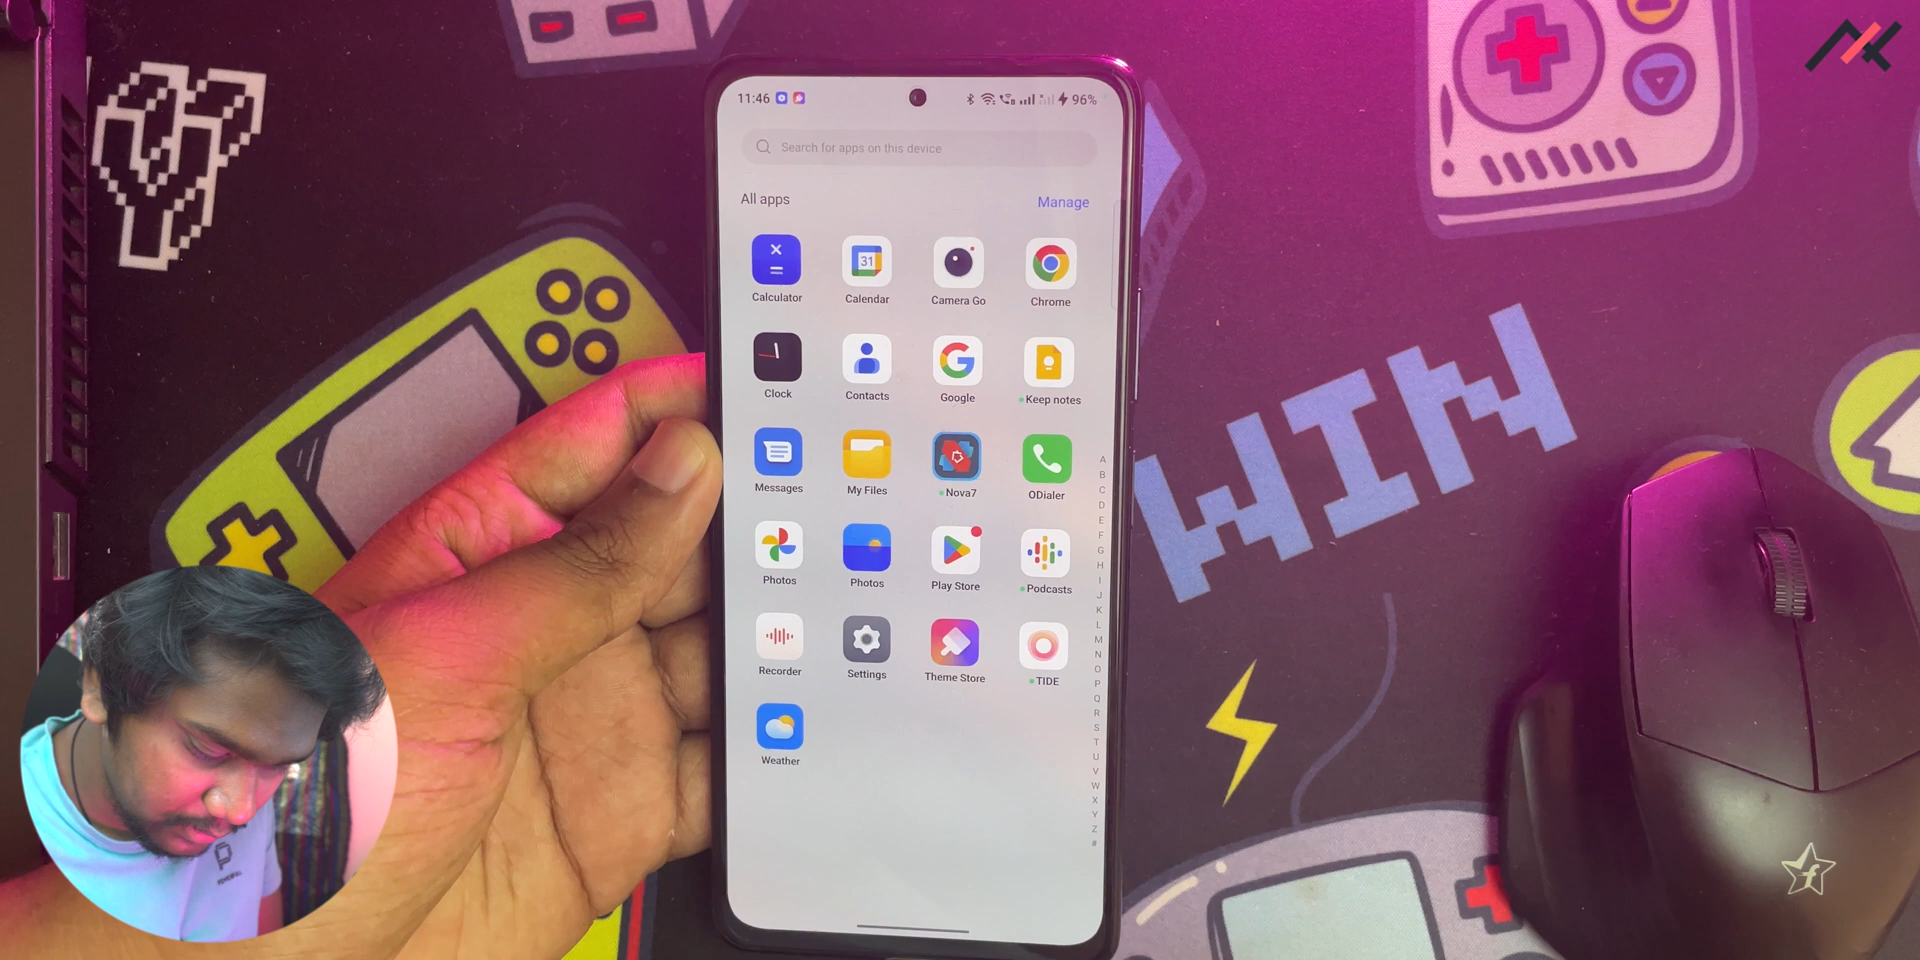 11:46
96%
Search for apps on this device
All apps
Manage
31
Calculator
Calendar
Camera Go
Chrome
Clock
Contacts
Google
Keep notes
Messages
My Files
Nova7
ODialer
Photos
Photos
Play Store
Podcasts
Recorder
Settings
Theme Store
TIDE
Weather
A
B
C
D
E
F
G
H
I
J
K
L
M
N
O
P
Q
R
S
T
U
V
W
X
Y
Z
#
WIN